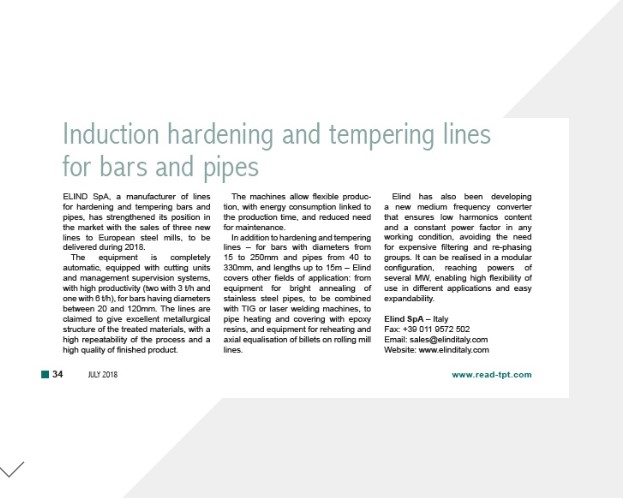 Induction hardening and tempering lines
for bars and pipes
ELIND SpA, a manufacturer of lines
for hardening and tempering bars and
pipes, has strengthened its position in
the market with the sales of three new
lines to European steel mills, to be
delivered during 2018.
The equipment is completely
automatic, equipped with cutting units
and management supervision systems,
with high productivity (two with 3 t/h and
one with 6 t/h), for bars having diameters
between 20 and 120mm. The lines are
claimed to give excellent metallurgical
structure of the treated materials, with a
high repeatability of the process and a
high quality of finished product.
The machines allow flexible produc-
tion, with energy consumption linked to
the production time, and reduced need
for maintenance.
In addition to hardening and tempering
lines – for bars with diameters from
15 to 250mm and pipes from 40 to
330mm, and lengths up to 15m – Elind
covers other fields of application: from
equipment for bright annealing of
stainless steel pipes, to be combined
with TIG or laser welding machines, to
pipe heating and covering with epoxy
resins, and equipment for reheating and
axial equalisation of billets on rolling mill
lines.
Elind has also been developing
a new medium frequency converter
that ensures low harmonics content
and a constant power factor in any
working condition, avoiding the need
for expensive filtering and re-phasing
groups. It can be realised in a modular
configuration, reaching powers of
several MW, enabling high flexibility of
use in different applications and easy
expandability.
Elind SpA – Italy
Fax: +39 011 9572 502
Email: sales@elinditaly.com
Website: www.elinditaly.com
34 JULY 2018
www.read-tpt.com